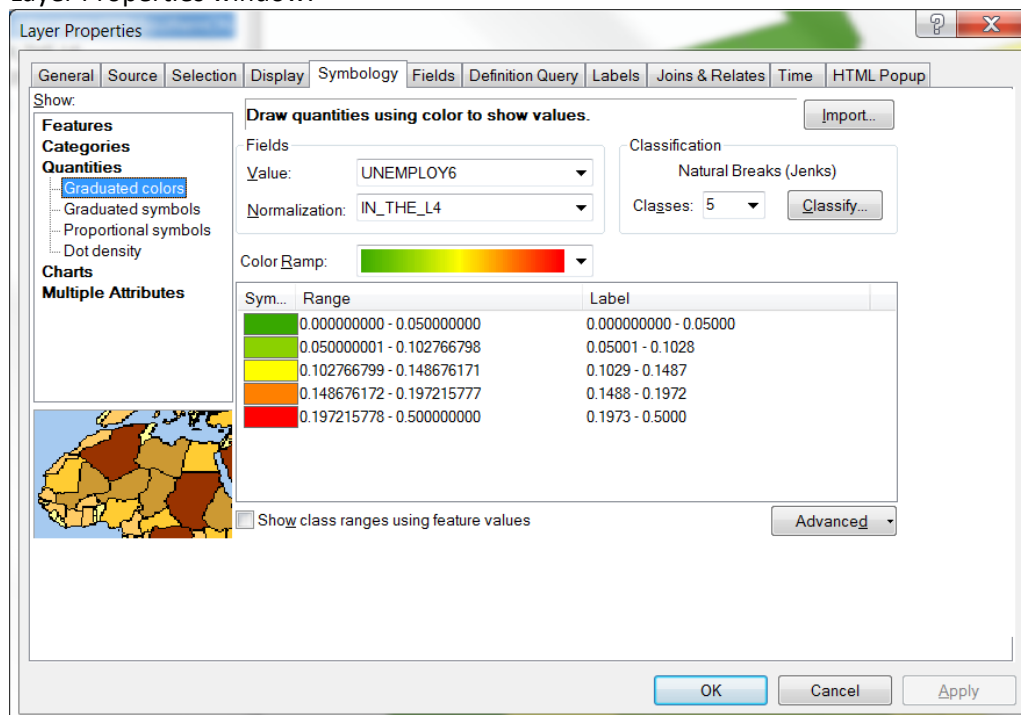 Layer Properties window.
Layer Properties
General Source Selection Display Symbology Fields Definition Query Labels Joins & Relates Time HTML Popup
Show:
Features
Categories
Quantities
Graduated colors
Graduated symbols
Proportional symbols
Dot density
Charts
Multiple Attributes
Draw quantities using color to show values.
Import...
Fields
Value: UNEMPLOY6
Normalization: IN_THE_L4
Classification
Natural Breaks (Jenks)
Classes: 5 Classify...
Color Ramp:
Sym... Range Label
0.000000000 - 0.050000000 0.000000000 - 0.05000
0.050000001 - 0.102766798 0.05001 - 0.1028
0.102766799 - 0.148676171 0.1029 - 0.1487
0.148676172 - 0.197215777 0.1488 - 0.1972
0.197215778 - 0.500000000 0.1973 - 0.5000
Show class ranges using feature values
Advanced
OK Cancel Apply